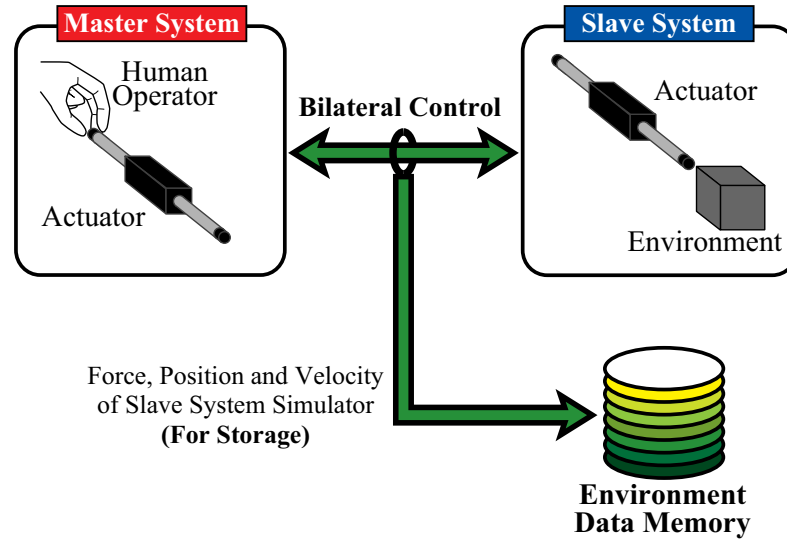 Master System
Slave System
Human
Operator
Actuator
Bilateral Control
Actuator
Environment
Force, Position and Velocity
of Slave System Simulator
(For Storage)
Environment
Data Memory